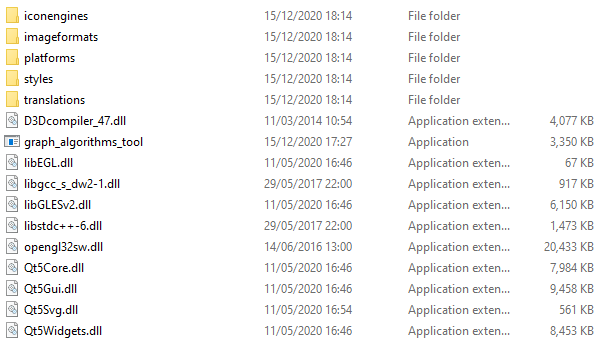 iconengines 15/12/2020 18:14 File folder
imageformats 15/12/2020 18:14 File folder
platforms 15/12/2020 18:14 File folder
styles 15/12/2020 18:14 File folder
translations 15/12/2020 18:14 File folder
D3Dcompiler_47.dll 11/03/2014 10:54 Application exten... 4,077 KB
graph_algorithms_tool 15/12/2020 17:27 Application 3,350 KB
libEGL.dll 11/05/2020 16:46 Application exten... 67 KB
libgcc_s_dw2-1.dll 29/05/2017 22:00 Application exten... 917 KB
libGLESv2.dll 11/05/2020 16:46 Application exten... 6,150 KB
libstdc++-6.dll 29/05/2017 22:00 Application exten... 1,473 KB
opengl32sw.dll 14/06/2016 13:00 Application exten... 20,433 KB
Qt5Core.dll 11/05/2020 16:46 Application exten... 7,984 KB
Qt5Gui.dll 11/05/2020 16:46 Application exten... 9,458 KB
Qt5Svg.dll 11/05/2020 16:54 Application exten... 561 KB
Qt5Widgets.dll 11/05/2020 16:46 Application exten... 8,453 KB